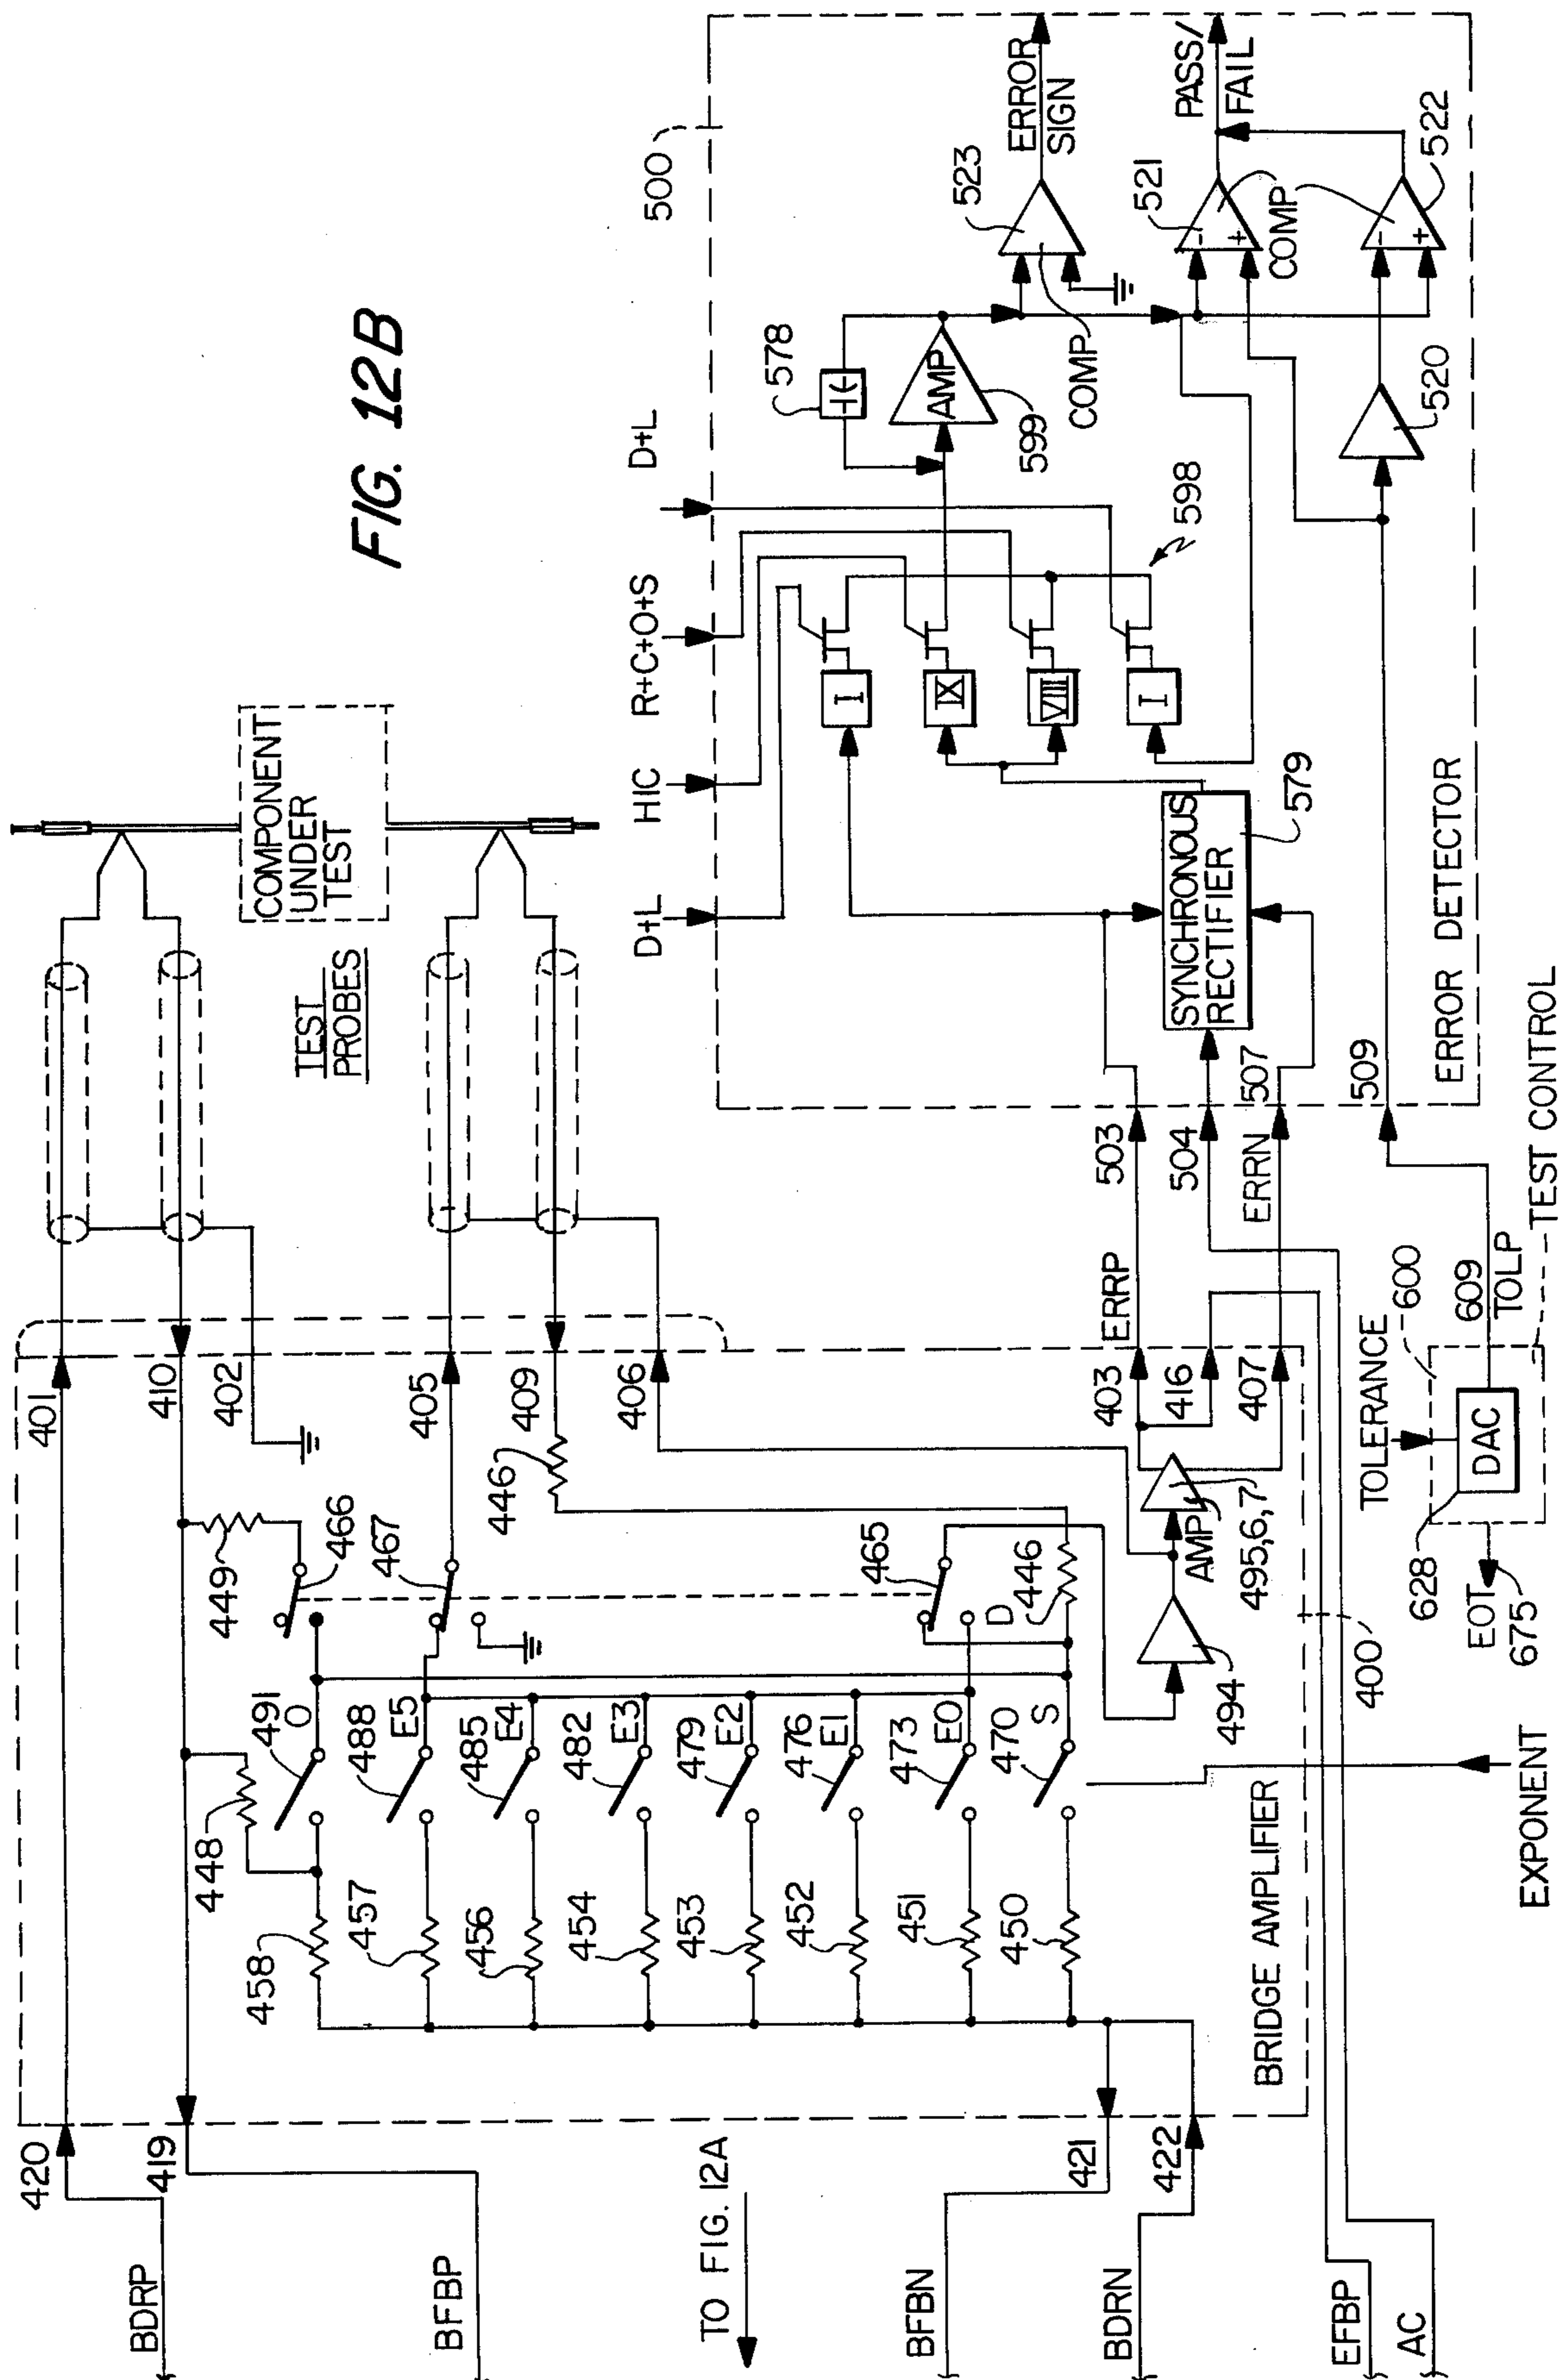 FIG. 12B
BDRP
BFBP
TO FIG. 12A
BFBN
BDRN
EFBP
AC
420
419
421
422
401
410
402
405
409
406
403
416
407
448
449
466
467
446
465
446
D
458
457
456
454
453
452
451
450
491
O
488
E5
485
E4
482
E3
479
E2
476
E1
473
E0
470
S
494
AMP
495,6,7
400
BRIDGE AMPLIFIER
EXPONENT
COMPONENT
UNDER
TEST
TEST
PROBES
ERRP
503
504
ERRN
507
509
TOLERANCE
600
609
TOLP
DAC
628
EOT
675
TEST CONTROL
D+L
HIC
R+C+O+S
D+L
500
I
IX
VIII
I
598
SYNCHRONOUS
RECTIFIER
579
578
AMP
599
COMP
523
ERROR
SIGN
521
-
+
COMP
PASS/
FAIL
-
+
522
520
ERROR DETECTOR